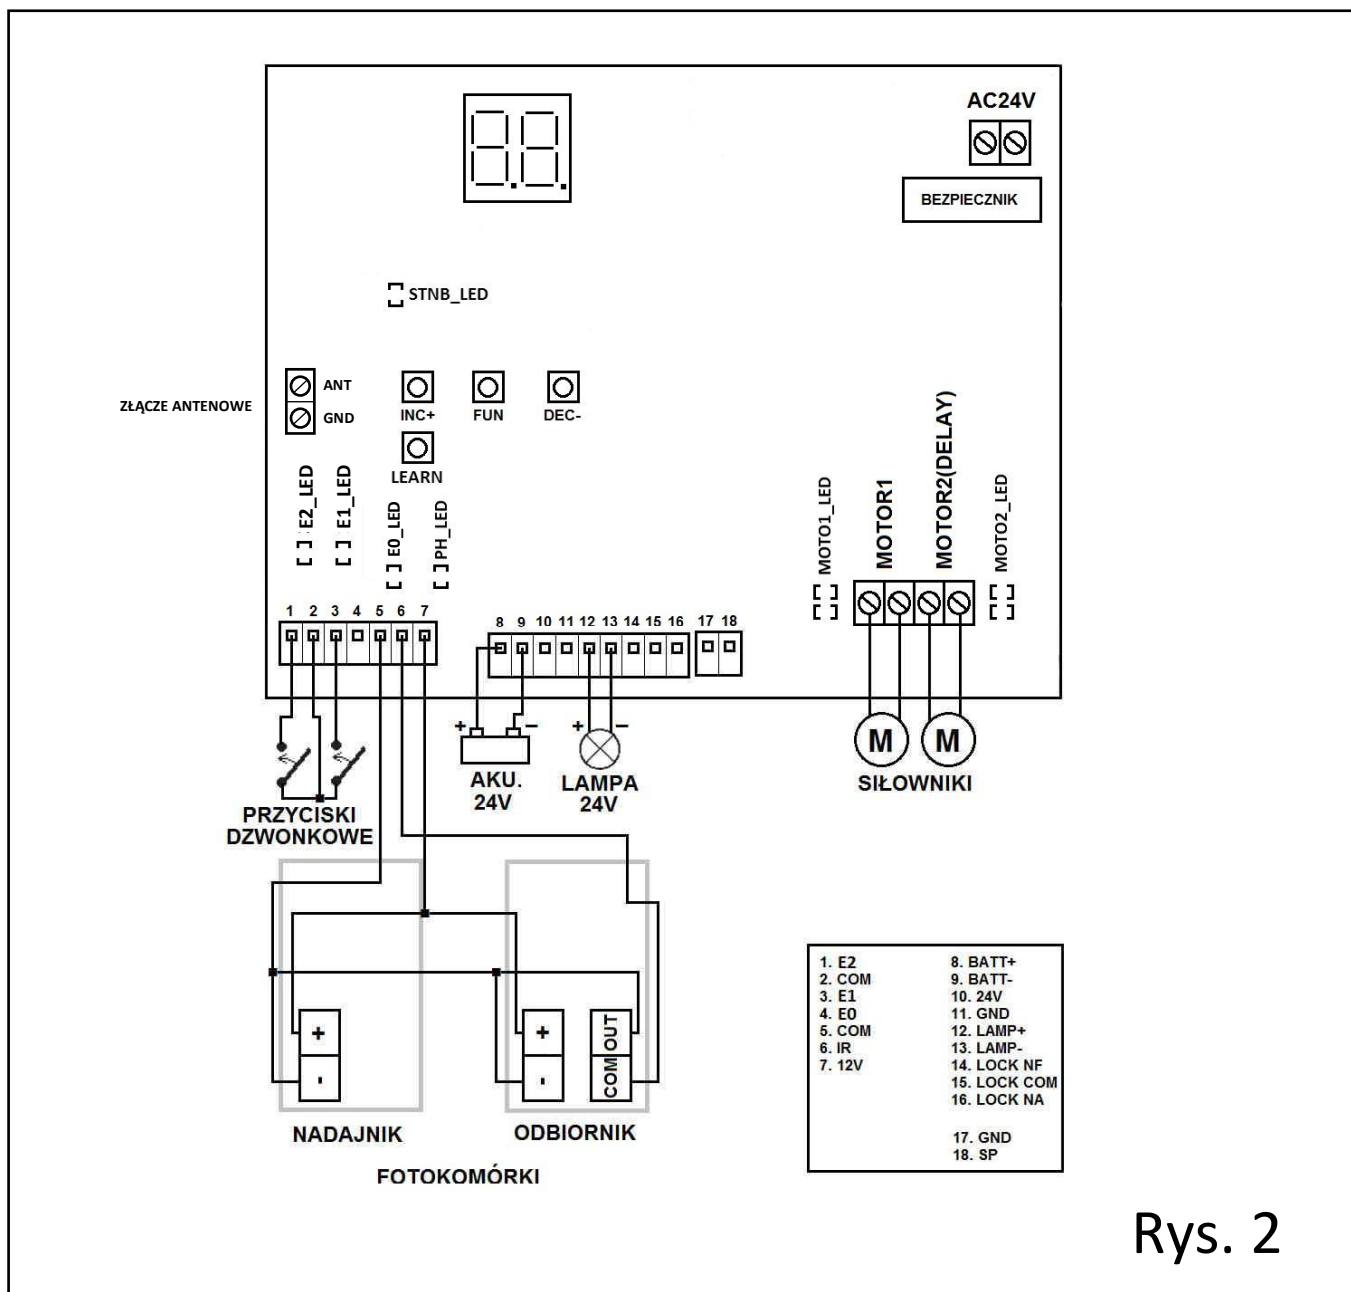 AC24V
BEZPIECZNIK
STNB_LED
ZŁĄCZE ANTENOWE
ANT
GND
INC+
FUN
DEC-
LEARN
E2_LED
E1_LED
E0_LED
PH_LED
MOTO1_LED
MOTOR1
MOTOR2(DELAY)
MOTO2_LED
1 2 3 4 5 6 7
8 9 10 11 12 13 14 15 16
17 18
+ −
+ −
M M
AKU.
24V
LAMPA
24V
SIŁOWNIKI
PRZYCISKI
DZWONKOWE
+
-
+
-
OUT
COM
NADAJNIK
ODBIORNIK
FOTOKOMÓRKI
1. E2
2. COM
3. E1
4. E0
5. COM
6. IR
7. 12V
8. BATT+
9. BATT-
10. 24V
11. GND
12. LAMP+
13. LAMP-
14. LOCK NF
15. LOCK COM
16. LOCK NA
17. GND
18. SP
Rys. 2